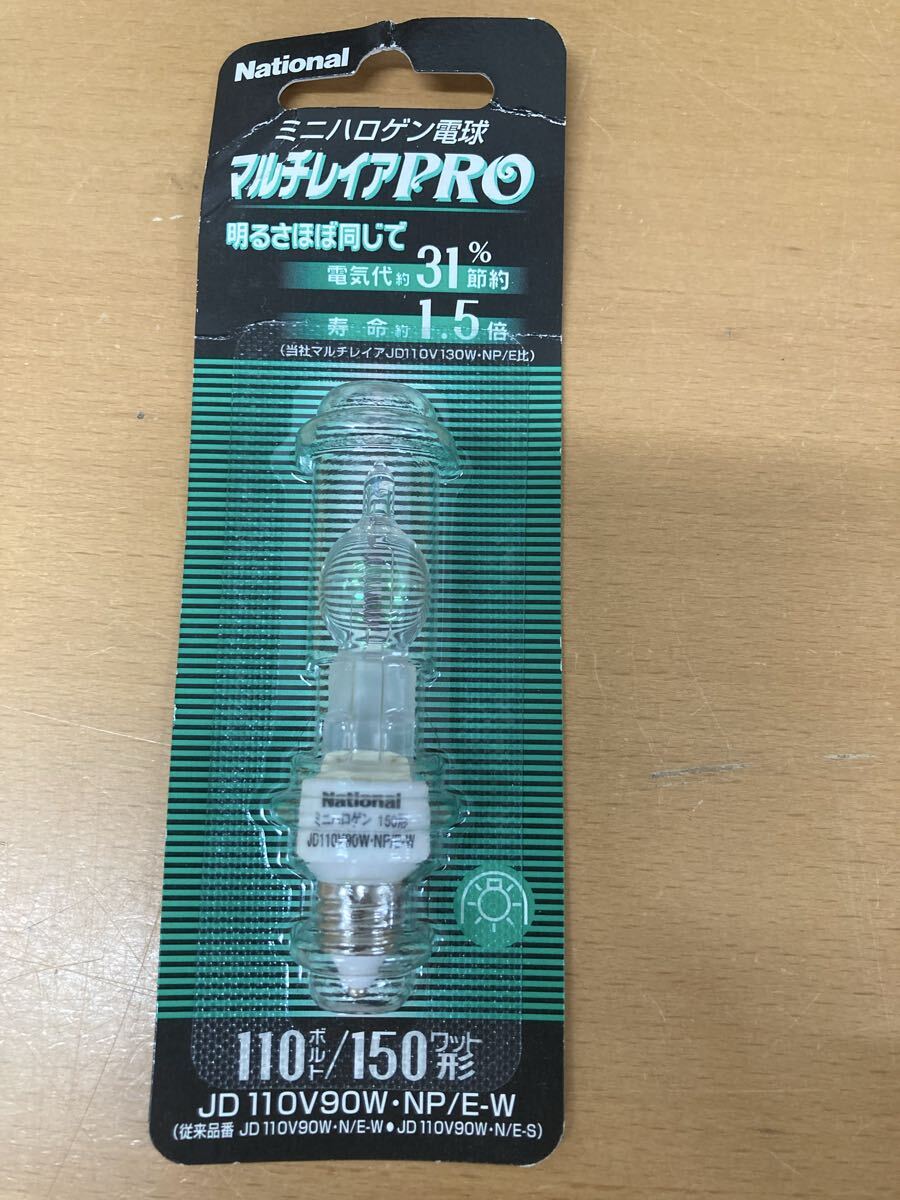 National
ミニハロゲン電球
マルチレイアPRO
明るさほぼ同じで
電気代約31%節約
寿命約1.5倍
(当社マルチレイアJD110V130W・NP/E比)
National
ミニハロゲン 150形
JD110V90W・NP/E-W
110ボルト/150ワット形
JD 110V90W・NP/E-W
(従来品番 JD 110V90W・N/E-W●JD 110V90W・N/E-S)